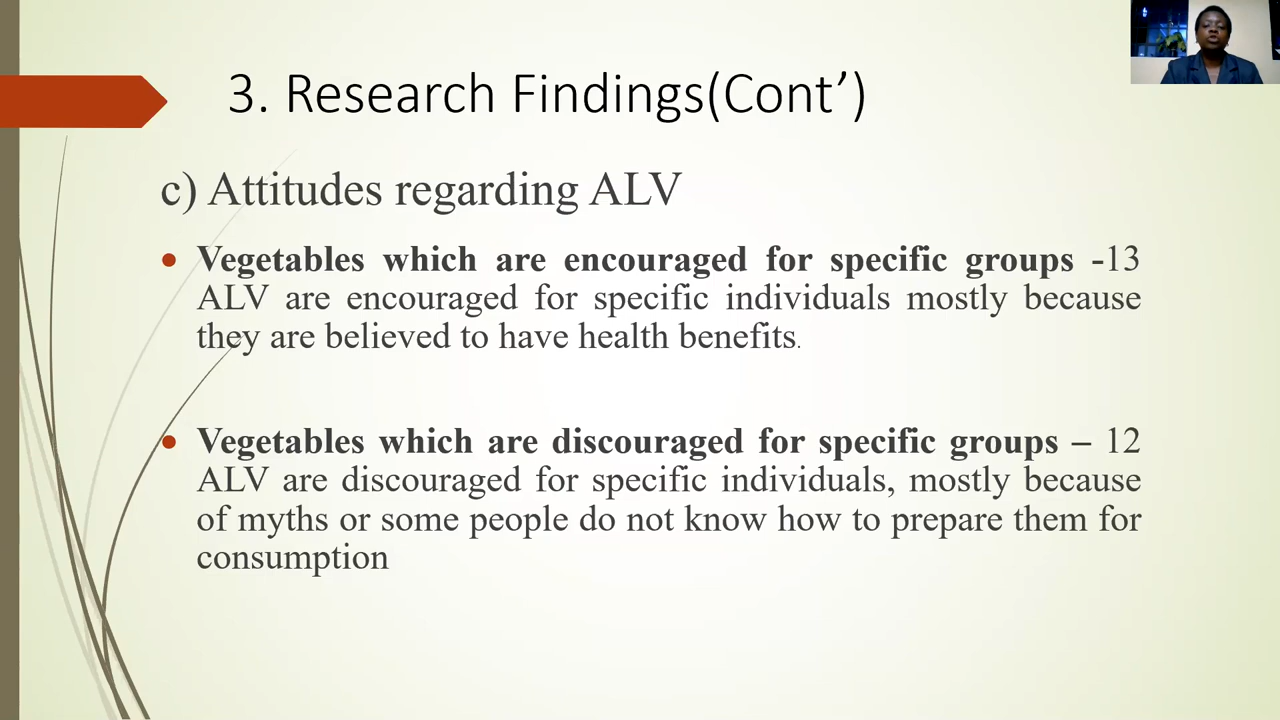 3. Research Findings(Cont’)
c) Attitudes regarding ALV
Vegetables which are encouraged for specific groups -13
ALV are encouraged for specific individuals mostly because
they are believed to have health benefits.
Vegetables which are discouraged for specific groups – 12
ALV are discouraged for specific individuals, mostly because
of myths or some people do not know how to prepare them for
consumption